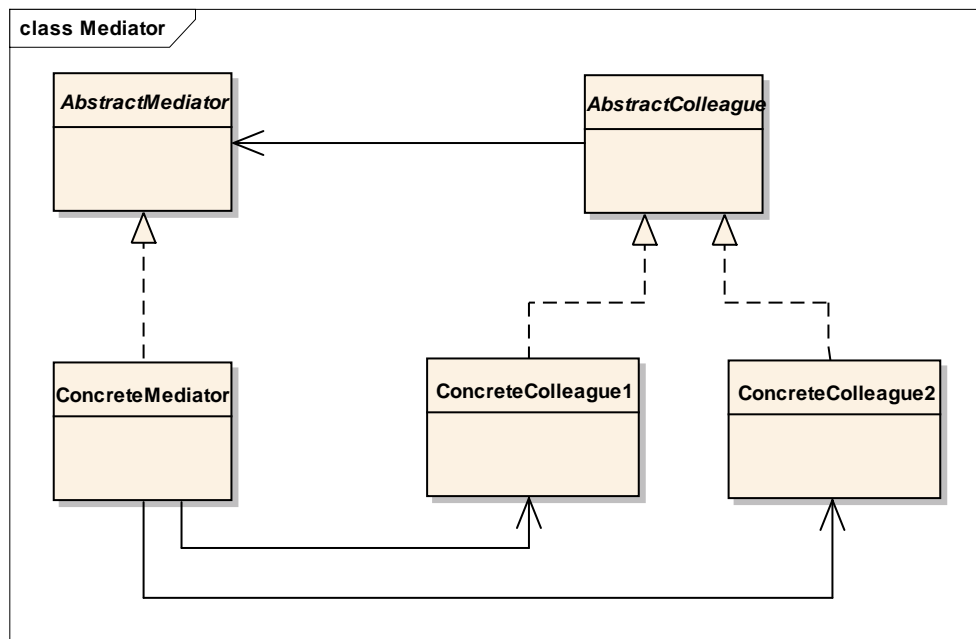 class Mediator
AbstractMediator
AbstractColleague
ConcreteMediator
ConcreteColleague1
ConcreteColleague2